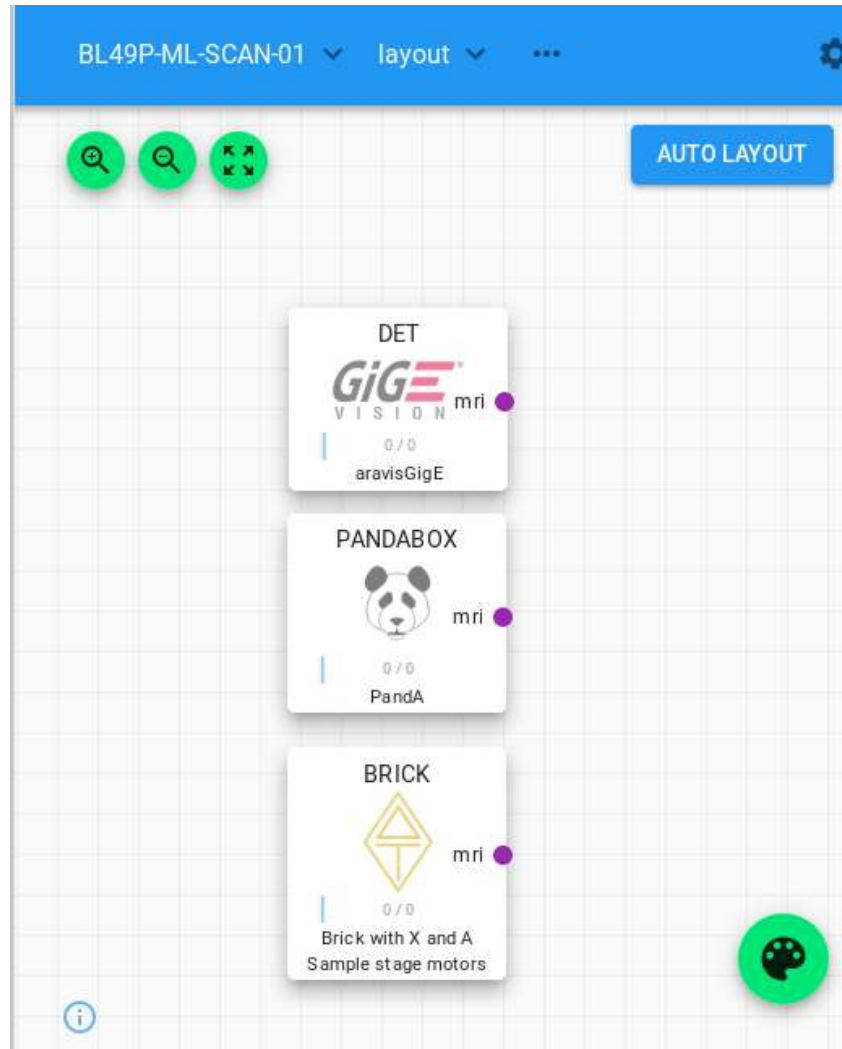 BL49P-ML-SCAN-01 layout
AUTO LAYOUT
DET
GiGE
VISION
mri
0 / 0
aravisGigE
PANDABOX
mri
0 / 0
PandA
BRICK
mri
0 / 0
Brick with X and A
Sample stage motors